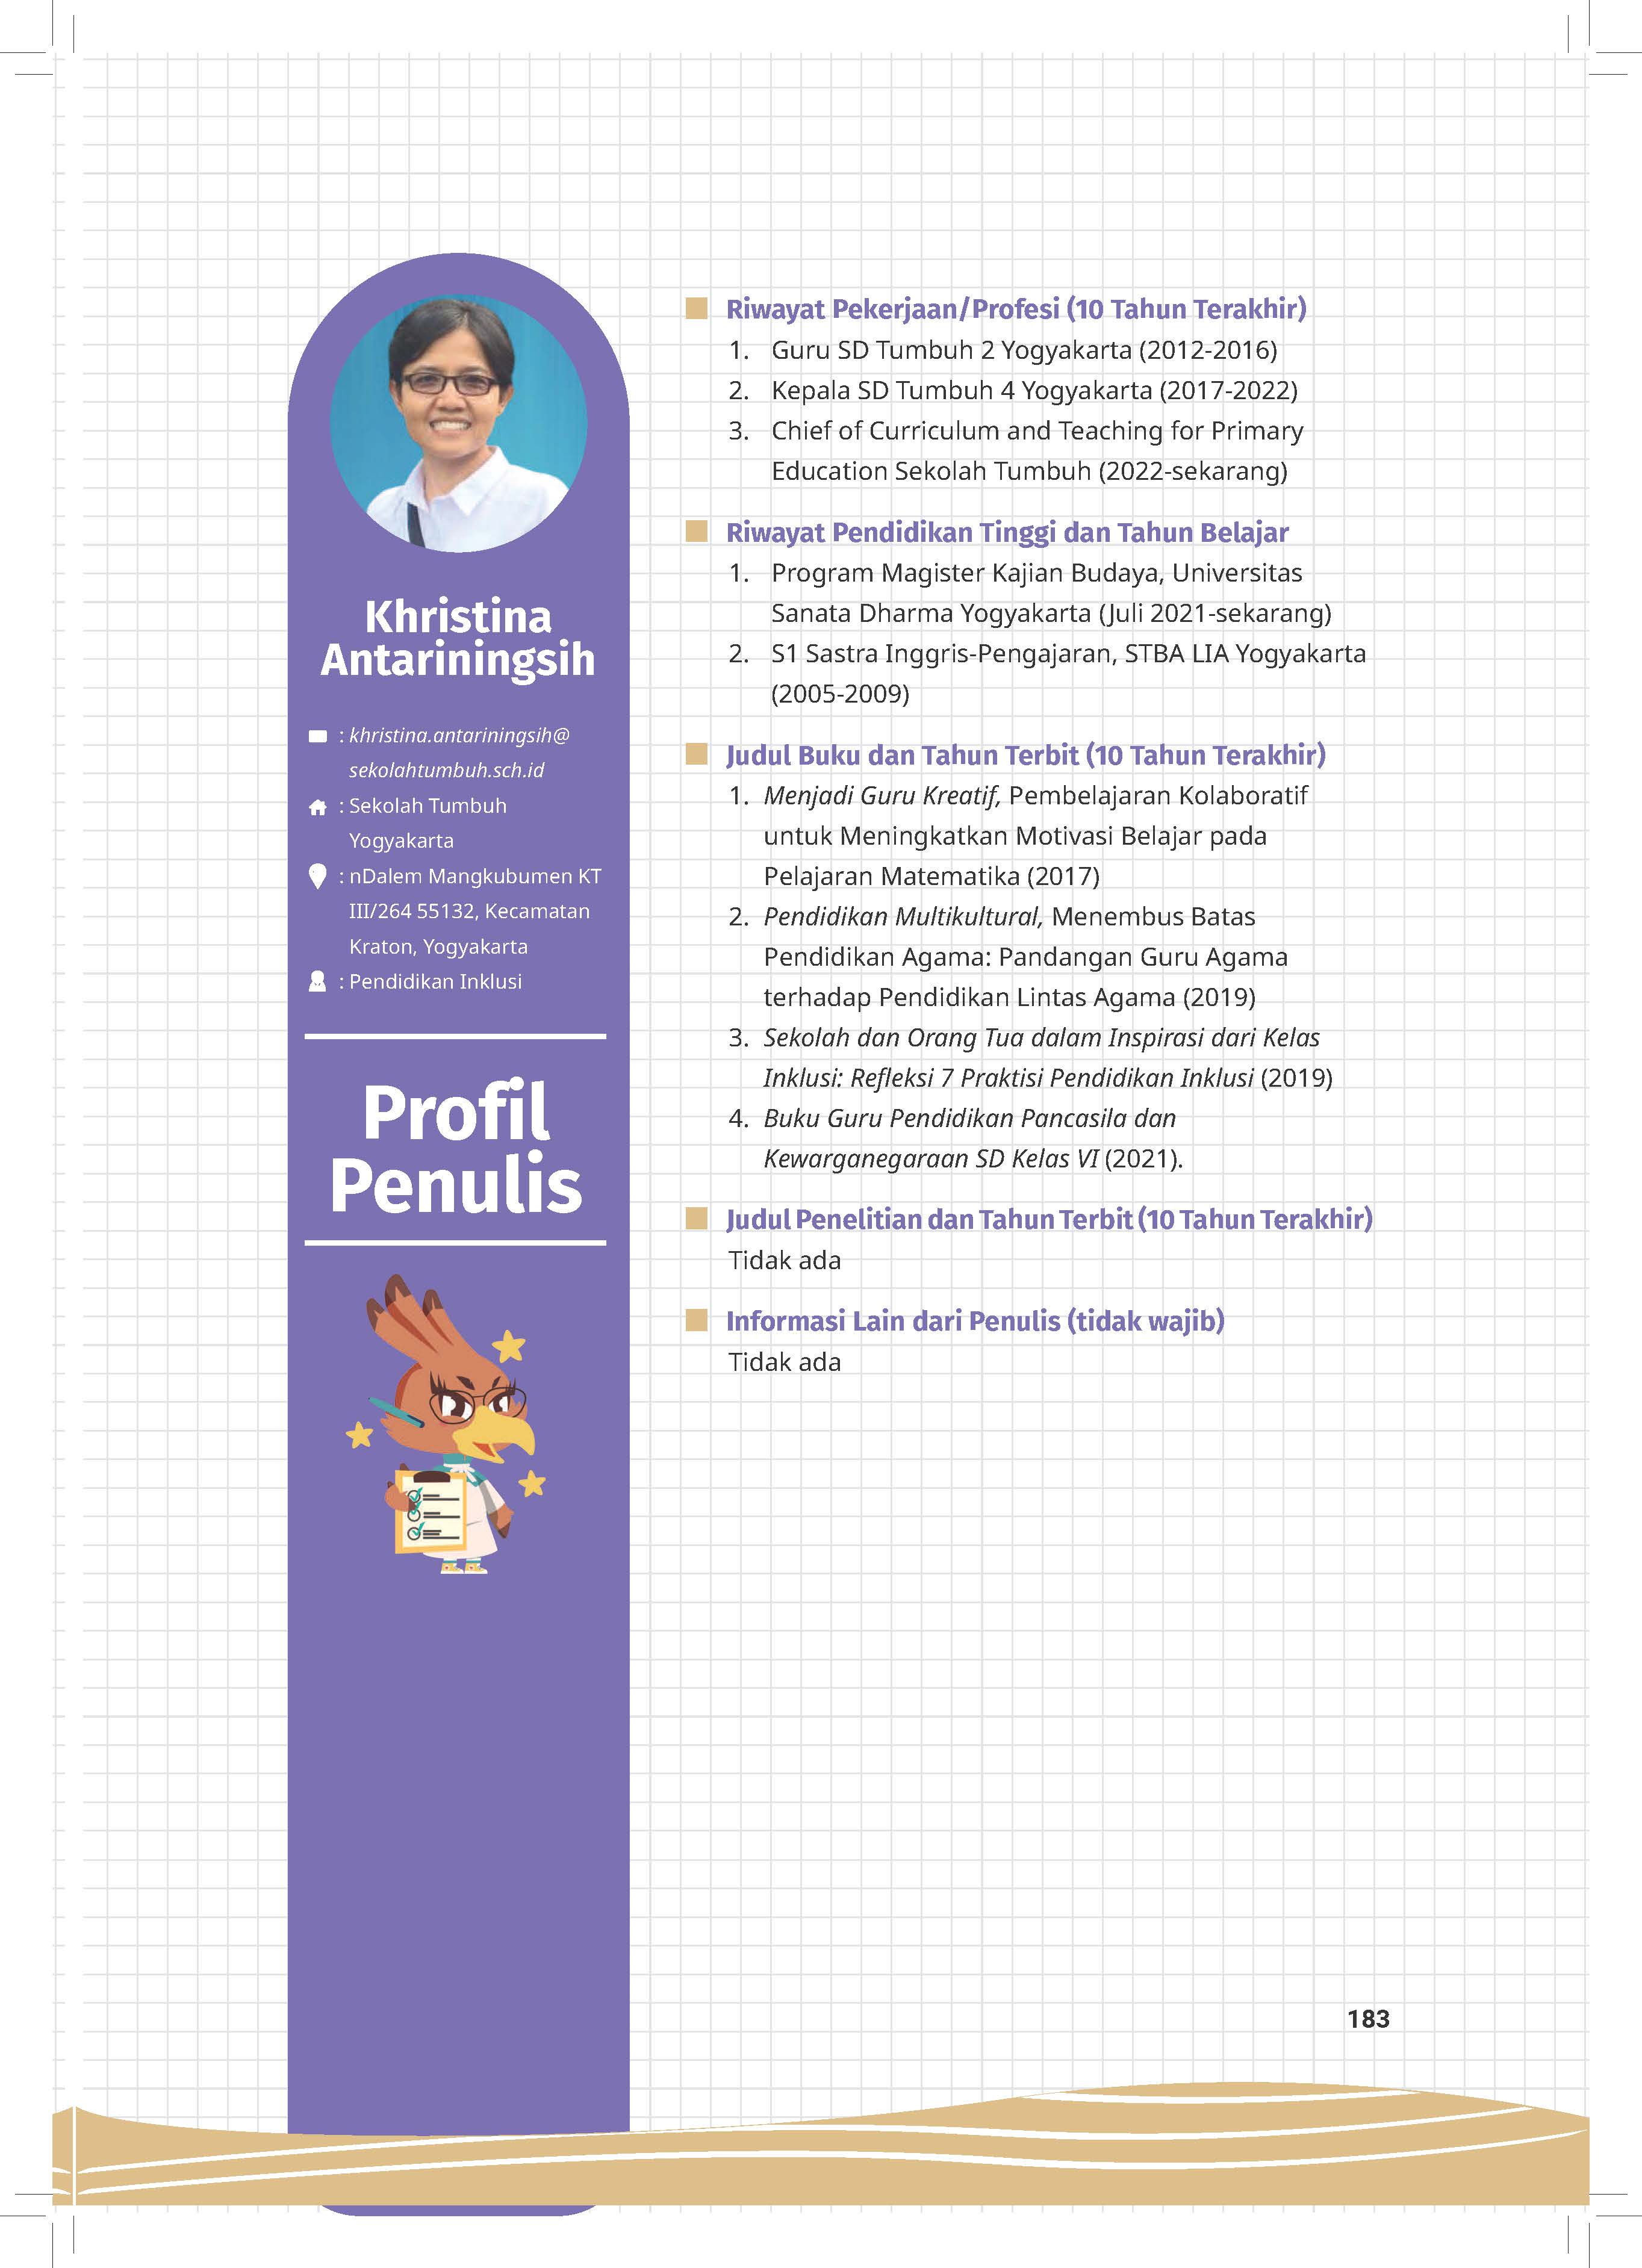 Khristina
Antariningsih
: khristina.antariningsih@
sekolahtumbuh.sch.id
: Sekolah Tumbuh
Yogyakarta
: nDalem Mangkubumen KT
III/264 55132, Kecamatan
Kraton, Yogyakarta
: Pendidikan Inklusi
Profil
Penulis
Riwayat Pekerjaan/Profesi (10 Tahun Terakhir)
1. Guru SD Tumbuh 2 Yogyakarta (2012-2016)
2. Kepala SD Tumbuh 4 Yogyakarta (2017-2022)
3. Chief of Curriculum and Teaching for Primary
Education Sekolah Tumbuh (2022-sekarang)
Riwayat Pendidikan Tinggi dan Tahun Belajar
1. Program Magister Kajian Budaya, Universitas
Sanata Dharma Yogyakarta (Juli 2021-sekarang)
2. S1 Sastra Inggris-Pengajaran, STBA LIA Yogyakarta
(2005-2009)
Judul Buku dan Tahun Terbit (10 Tahun Terakhir)
1. Menjadi Guru Kreatif, Pembelajaran Kolaboratif
untuk Meningkatkan Motivasi Belajar pada
Pelajaran Matematika (2017)
2. Pendidikan Multikultural, Menembus Batas
Pendidikan Agama: Pandangan Guru Agama
terhadap Pendidikan Lintas Agama (2019)
3. Sekolah dan Orang Tua dalam Inspirasi dari Kelas
Inklusi: Refleksi 7 Praktisi Pendidikan Inklusi (2019)
4. Buku Guru Pendidikan Pancasila dan
Kewarganegaraan SD Kelas VI (2021).
Judul Penelitian dan Tahun Terbit (10 Tahun Terakhir)
Tidak ada
Informasi Lain dari Penulis (tidak wajib)
Tidak ada
183